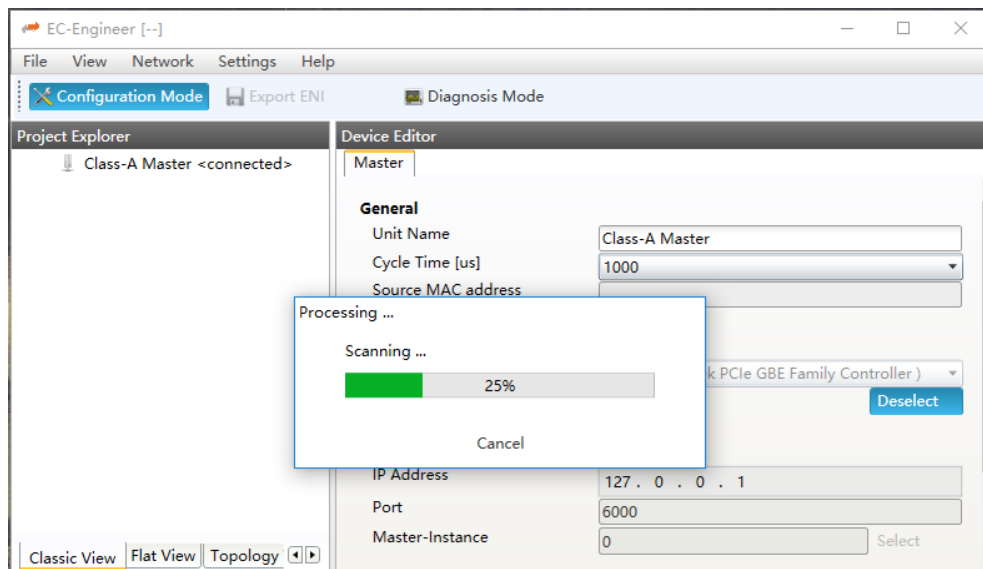 EC-Engineer [--]
File View Network Settings Help
Configuration Mode Export ENI Diagnosis Mode
Project Explorer
Class-A Master <connected>
Device Editor
Master
General
Unit Name Class-A Master
Cycle Time [us] 1000
Source MAC address
Processing ...
Scanning ...
25%
Cancel
k PCIe GBE Family Controller )
Deselect
IP Address 127 . 0 . 0 . 1
Port 6000
Master-Instance 0 Select
Classic View Flat View Topology